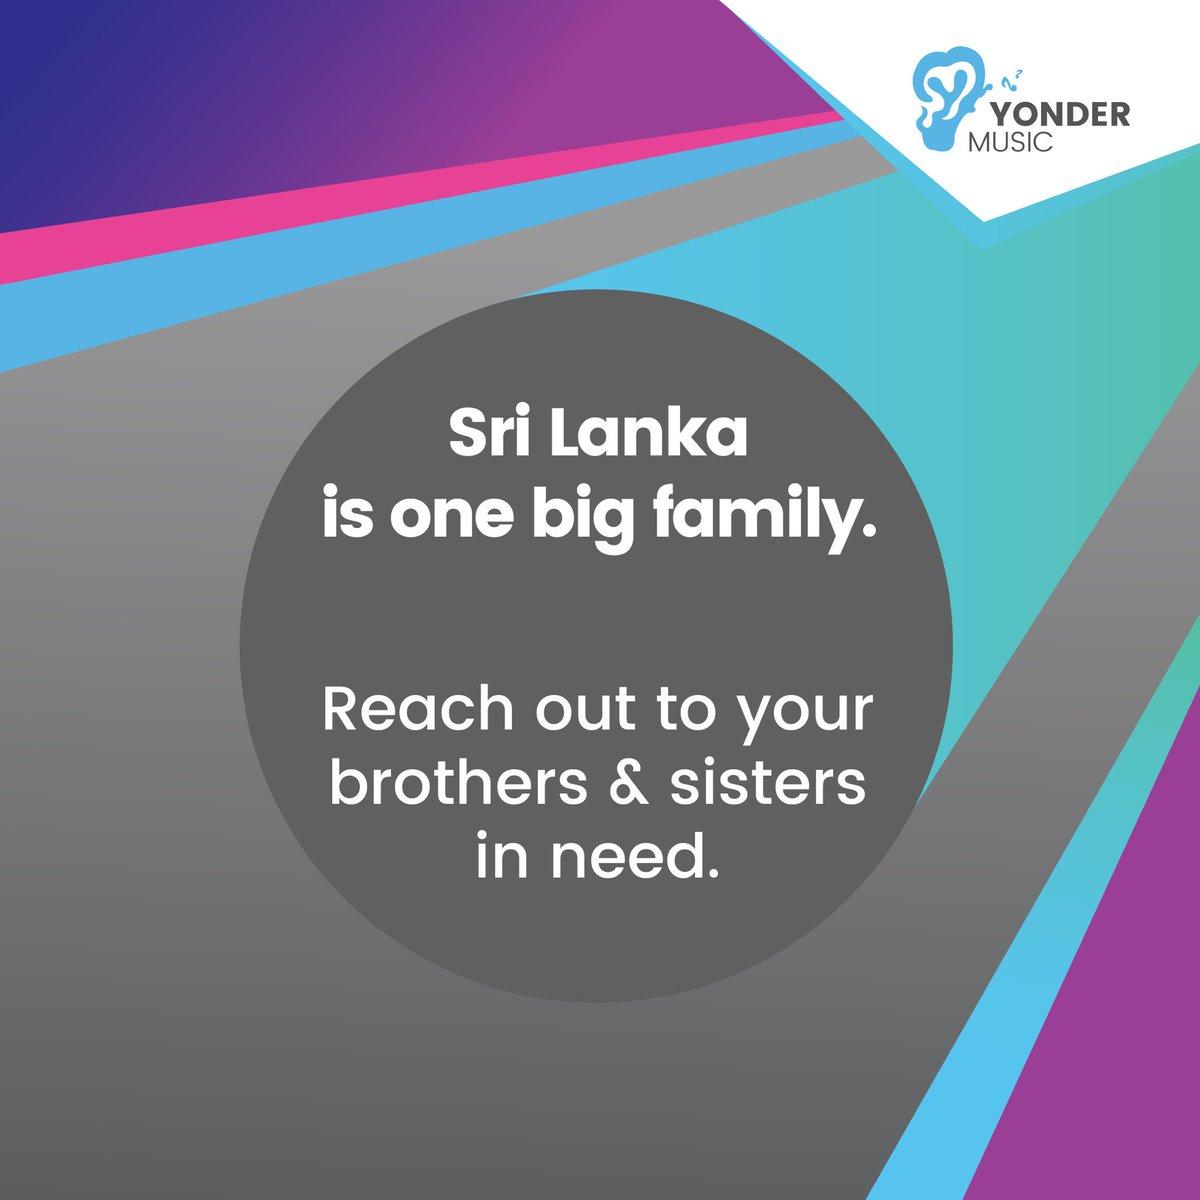 YONDER
MUSIC
Sri Lanka
is one big family.
Reach out to your
brothers & sisters
in need.